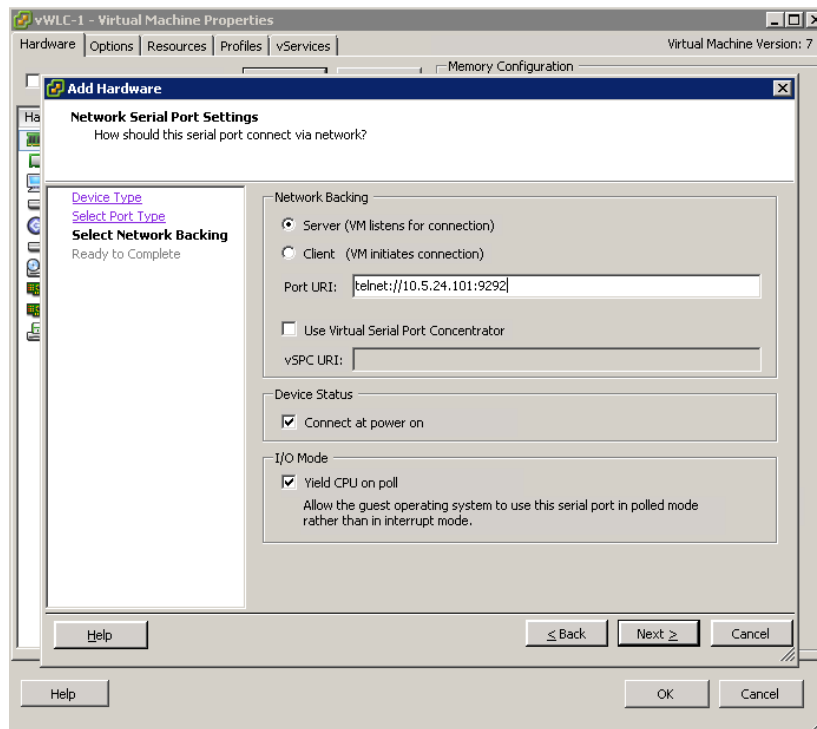 vWLC-1 - Virtual Machine Properties
Hardware Options Resources Profiles vServices Virtual Machine Version: 7
Memory Configuration
Add Hardware
Ha
Network Serial Port Settings
How should this serial port connect via network?
Device Type
Select Port Type
Select Network Backing
Ready to Complete
Network Backing
Server (VM listens for connection)
Client (VM initiates connection)
Port URI: telnet://10.5.24.101:9292
Use Virtual Serial Port Concentrator
vSPC URI:
Device Status
Connect at power on
I/O Mode
Yield CPU on poll
Allow the guest operating system to use this serial port in polled mode
rather than in interrupt mode.
Help ≤ Back Next ≥ Cancel
Help OK Cancel